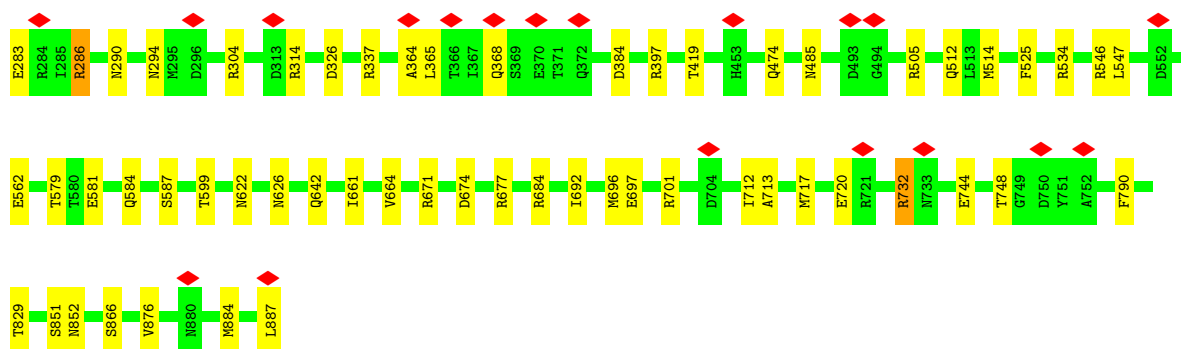 E283 R284 I285 R286 N290 N294 M295 D296 R304 D313 R314 D326 R337 A364 L365 T366 I367 Q368 S369 E370 T371 Q372 D384 R397 T419 H453 Q474 N485 D493 G494 R505 Q512 L513 M514 F525 R534 R546 L547 D552
E562 T579 T580 E581 Q584 S587 T599 N622 N626 Q642 I661 V664 R671 D674 R677 R684 I692 M696 E697 R701 D704 I712 A713 M717 E720 R721 R732 N733 E744 T748 G749 D750 Y751 A752 F790
T829 S851 N852 S866 V876 N880 M884 L887